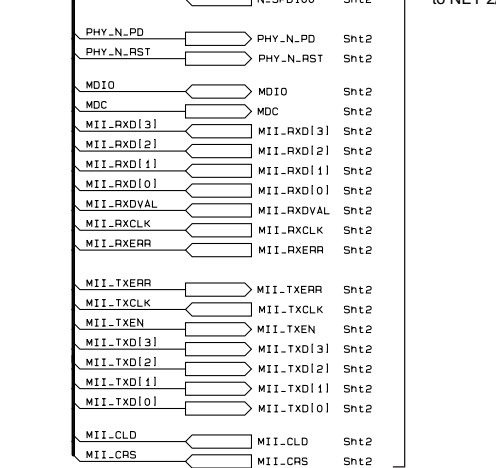 N_SPD100 Sht2
to NET 2
PHY_N_PD PHY_N_PD Sht2
PHY_N_RST PHY_N_RST Sht2
MDIO MDIO Sht2
MDC MDC Sht2
MII_RXD[3] MII_RXD[3] Sht2
MII_RXD[2] MII_RXD[2] Sht2
MII_RXD[1] MII_RXD[1] Sht2
MII_RXD[0] MII_RXD[0] Sht2
MII_RXDVAL MII_RXDVAL Sht2
MII_RXCLK MII_RXCLK Sht2
MII_RXERR MII_RXERR Sht2
MII_TXERR MII_TXERR Sht2
MII_TXCLK MII_TXCLK Sht2
MII_TXEN MII_TXEN Sht2
MII_TXD[3] MII_TXD[3] Sht2
MII_TXD[2] MII_TXD[2] Sht2
MII_TXD[1] MII_TXD[1] Sht2
MII_TXD[0] MII_TXD[0] Sht2
MII_CLD MII_CLD Sht2
MII_CRS MII_CRS Sht2